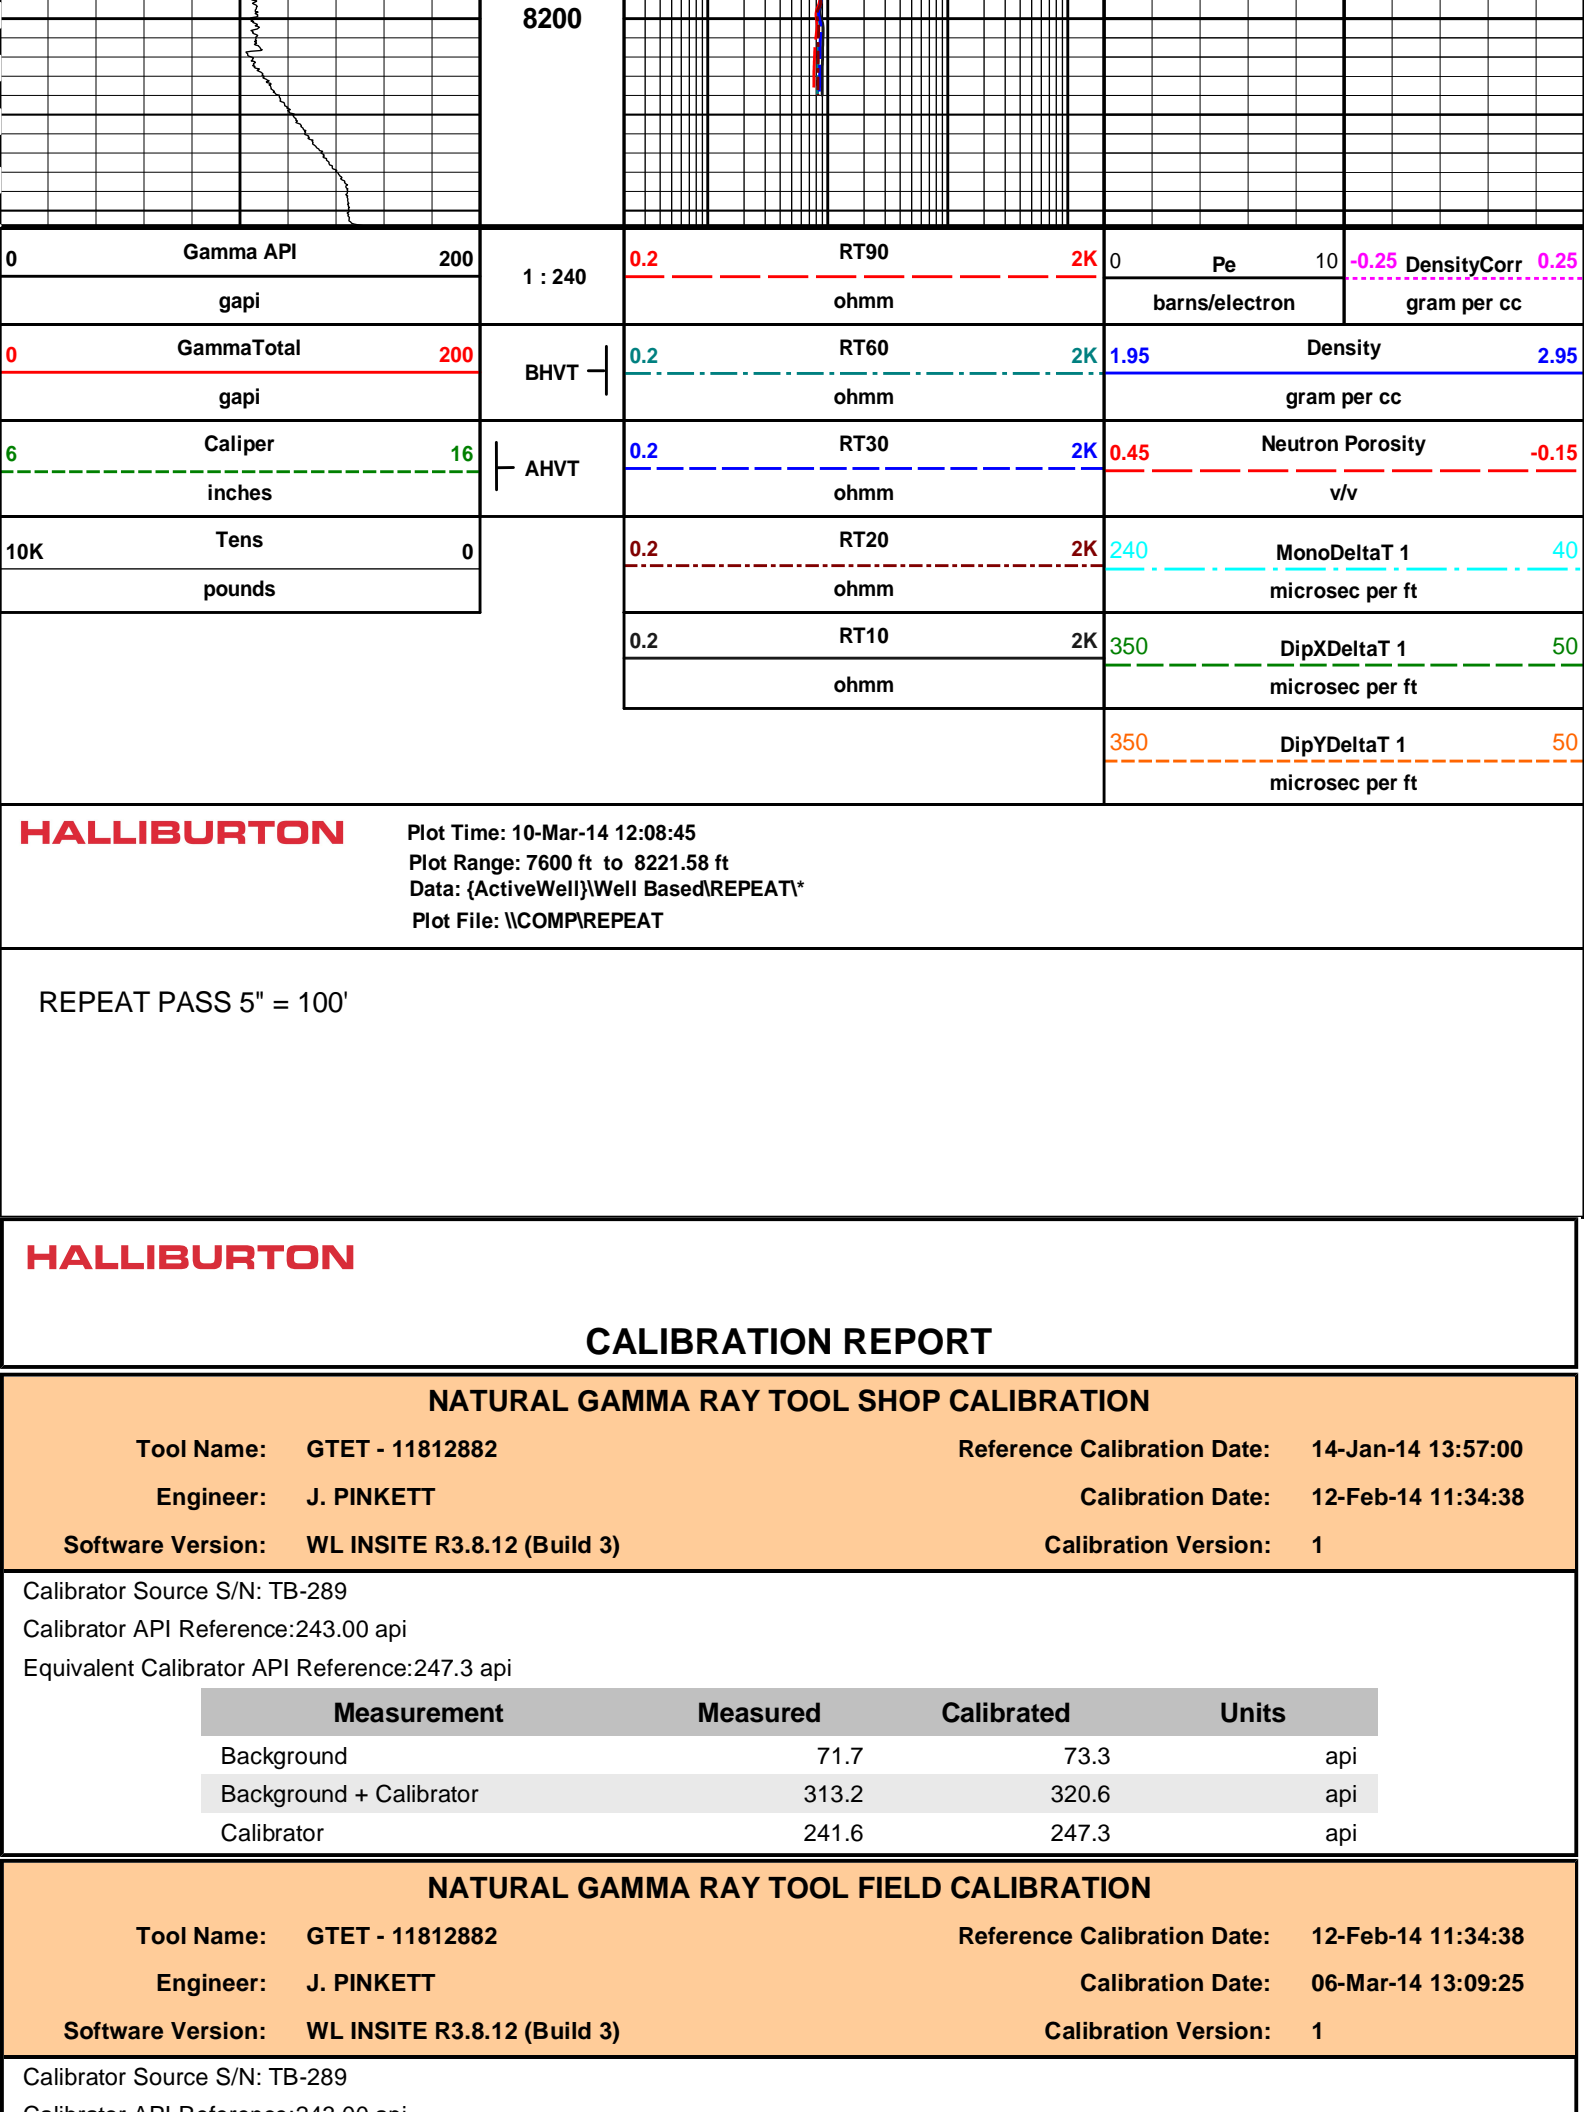 8200
0 Gamma API 200
gapi
1 : 240
0.2 RT90 2K
ohmm
0 Pe 10
barns/electron
-0.25 DensityCorr 0.25
gram per cc
0 GammaTotal 200
gapi
BHVT
0.2 RT60 2K
ohmm
1.95 Density 2.95
gram per cc
6 Caliper 16
inches
AHVT
0.2 RT30 2K
ohmm
0.45 Neutron Porosity -0.15
v/v
10K Tens 0
pounds
0.2 RT20 2K
ohmm
240 MonoDeltaT 1 40
microsec per ft
0.2 RT10 2K
ohmm
350 DipXDeltaT 1 50
microsec per ft
350 DipYDeltaT 1 50
microsec per ft
HALLIBURTON
Plot Time: 10-Mar-14 12:08:45
Plot Range: 7600 ft to 8221.58 ft
Data: {ActiveWell}\Well Based\REPEAT\*
Plot File: \\COMP\REPEAT
REPEAT PASS 5" = 100'
HALLIBURTON
CALIBRATION REPORT
NATURAL GAMMA RAY TOOL SHOP CALIBRATION
Tool Name: GTET - 11812882 Reference Calibration Date: 14-Jan-14 13:57:00
Engineer: J. PINKETT Calibration Date: 12-Feb-14 11:34:38
Software Version: WL INSITE R3.8.12 (Build 3) Calibration Version: 1
Calibrator Source S/N: TB-289
Calibrator API Reference:243.00 api
Equivalent Calibrator API Reference:247.3 api
Measurement Measured Calibrated Units
Background 71.7 73.3 api
Background + Calibrator 313.2 320.6 api
Calibrator 241.6 247.3 api
NATURAL GAMMA RAY TOOL FIELD CALIBRATION
Tool Name: GTET - 11812882 Reference Calibration Date: 12-Feb-14 11:34:38
Engineer: J. PINKETT Calibration Date: 06-Mar-14 13:09:25
Software Version: WL INSITE R3.8.12 (Build 3) Calibration Version: 1
Calibrator Source S/N: TB-289
Calibrator API Reference:243.00 api